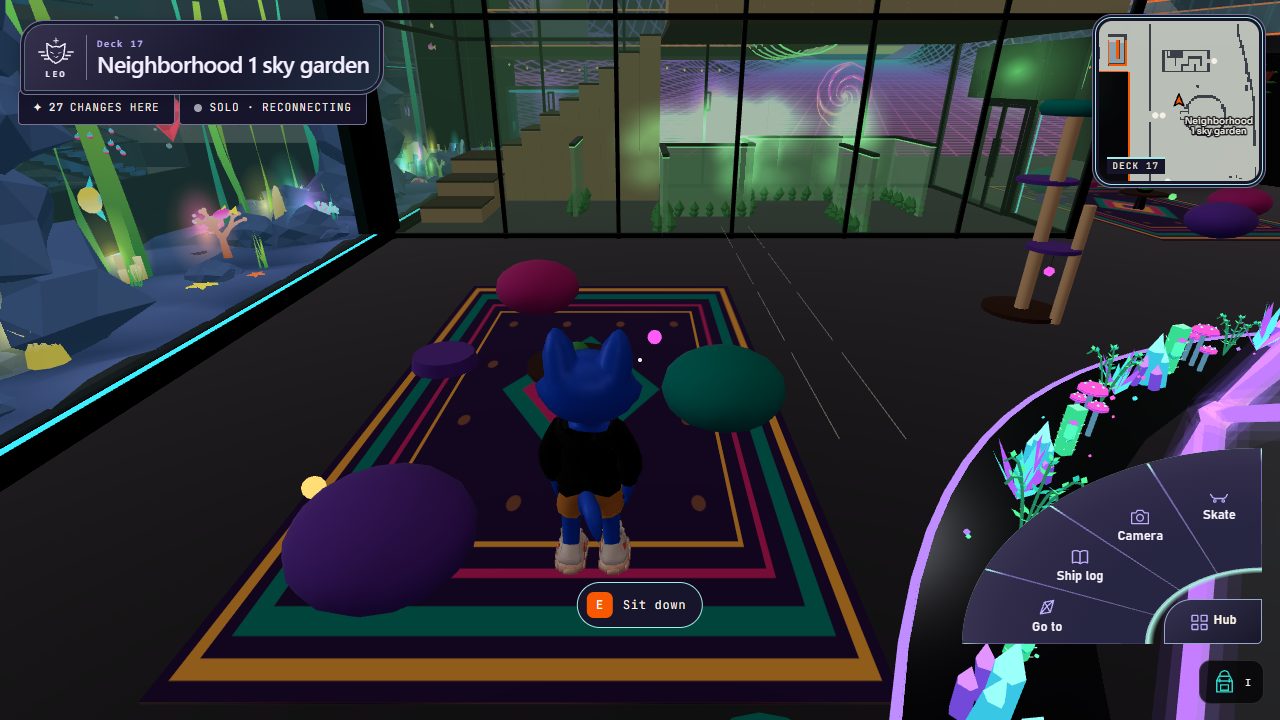 LEO
Deck 17
Neighborhood 1 sky garden
27 CHANGES HERE
SOLO · RECONNECTING
Neighborhood
1 sky garden
DECK 17
Skate
Camera
Ship log
Go to
Hub
E Sit down
I